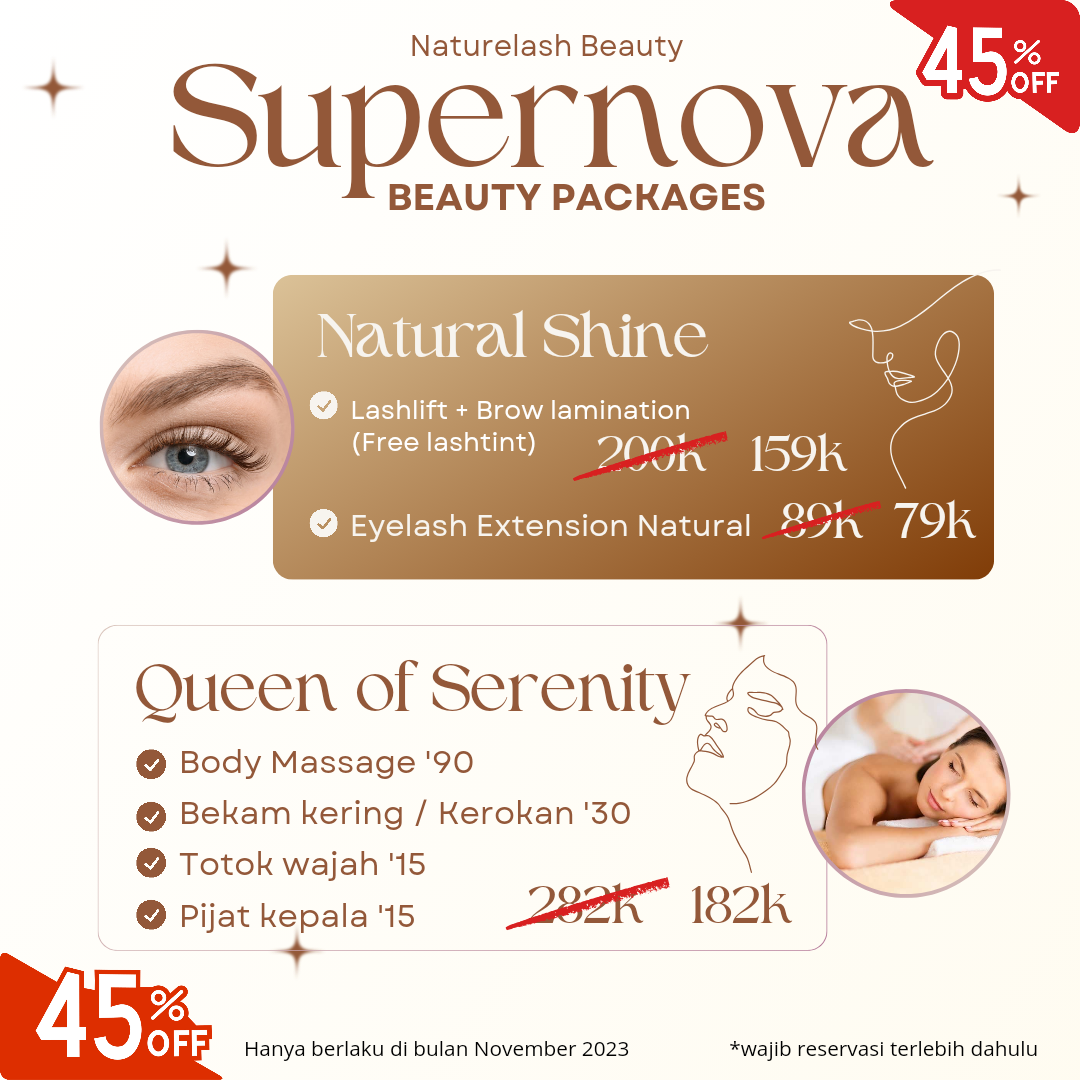 Naturelash Beauty
45% OFF
Supernova
BEAUTY PACKAGES
Natural Shine
Lashlift + Brow lamination
(Free lashtint)
200k 159k
Eyelash Extension Natural 89k 79k
Queen of Serenity
Body Massage '90
Bekam kering / Kerokan '30
Totok wajah '15
Pijat kepala '15
282k 182k
45% OFF
Hanya berlaku di bulan November 2023
*wajib reservasi terlebih dahulu